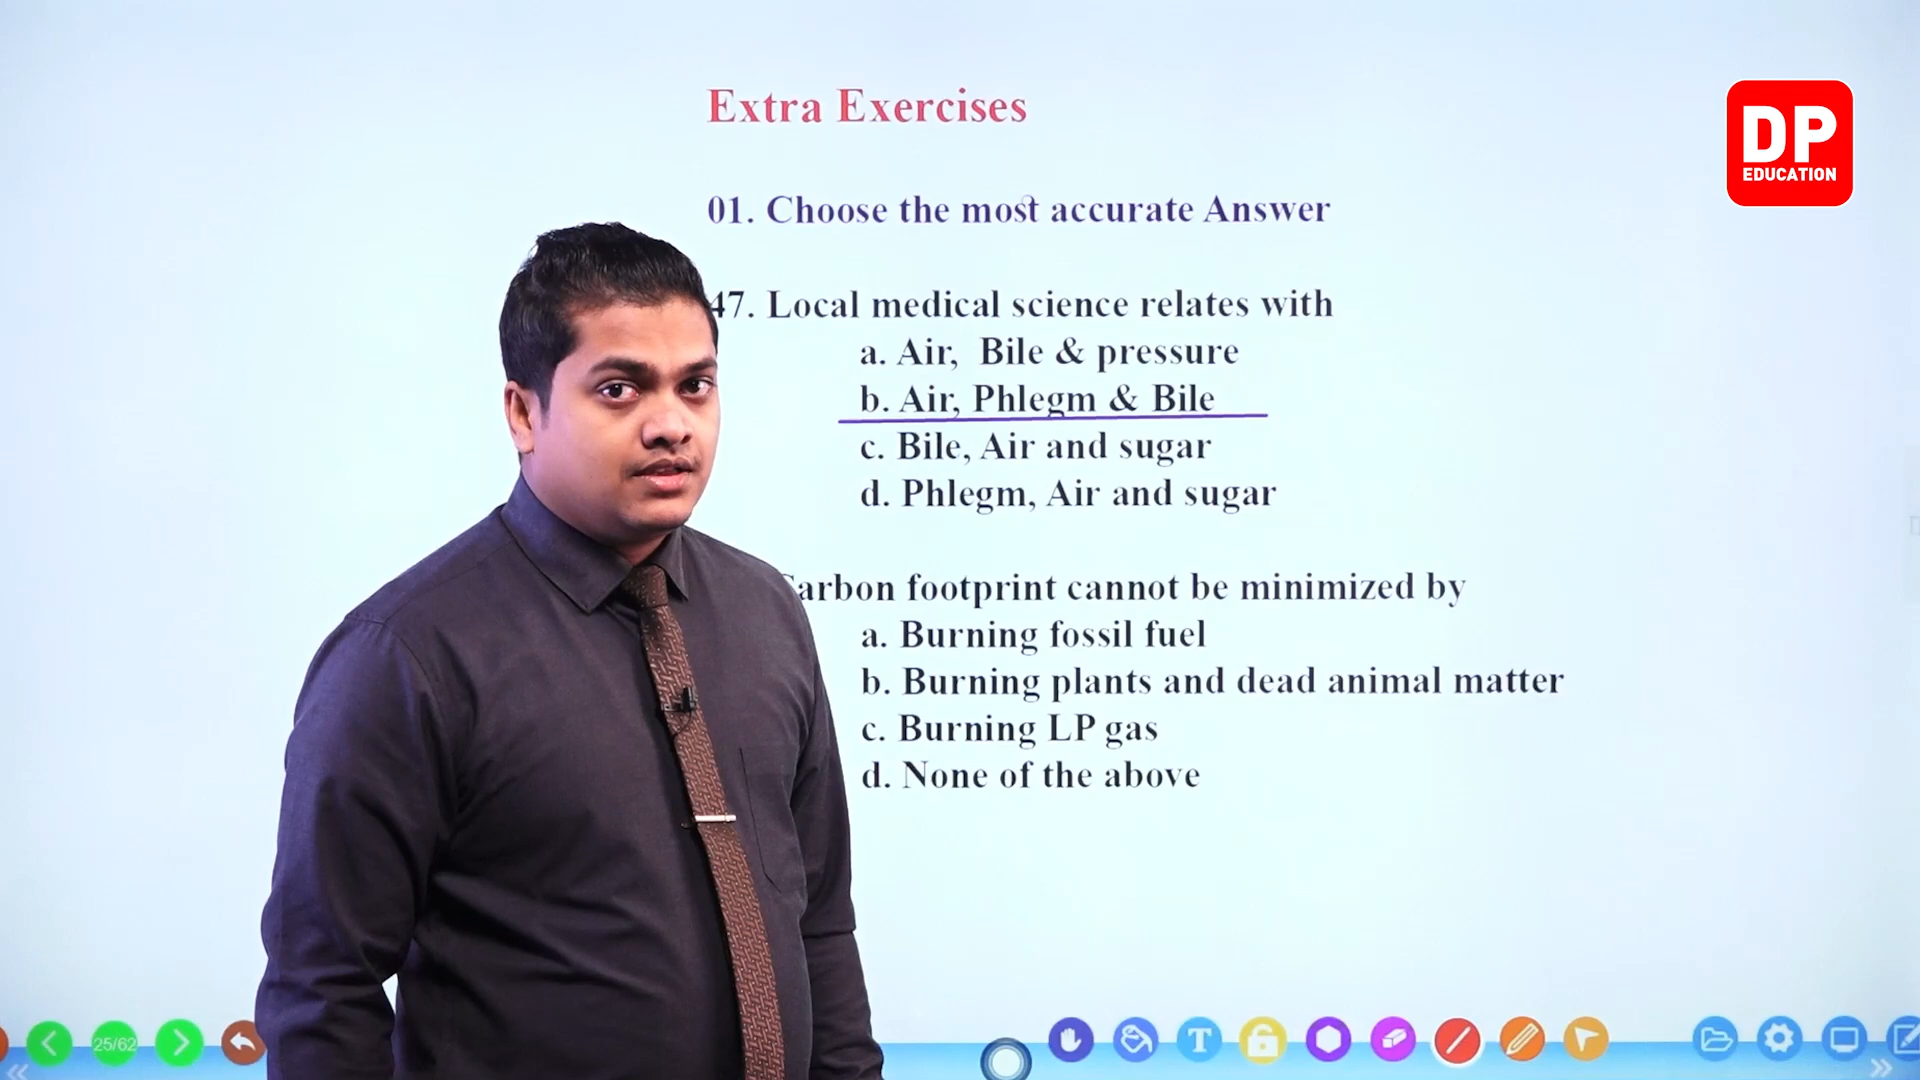 Extra Exercises
DP
EDUCATION
01. Choose the most accurate Answer
47. Local medical science relates with
a. Air, Bile & pressure
b. Air, Phlegm & Bile
c. Bile, Air and sugar
d. Phlegm, Air and sugar
Carbon footprint cannot be minimized by
a. Burning fossil fuel
b. Burning plants and dead animal matter
c. Burning LP gas
d. None of the above
25/62
T